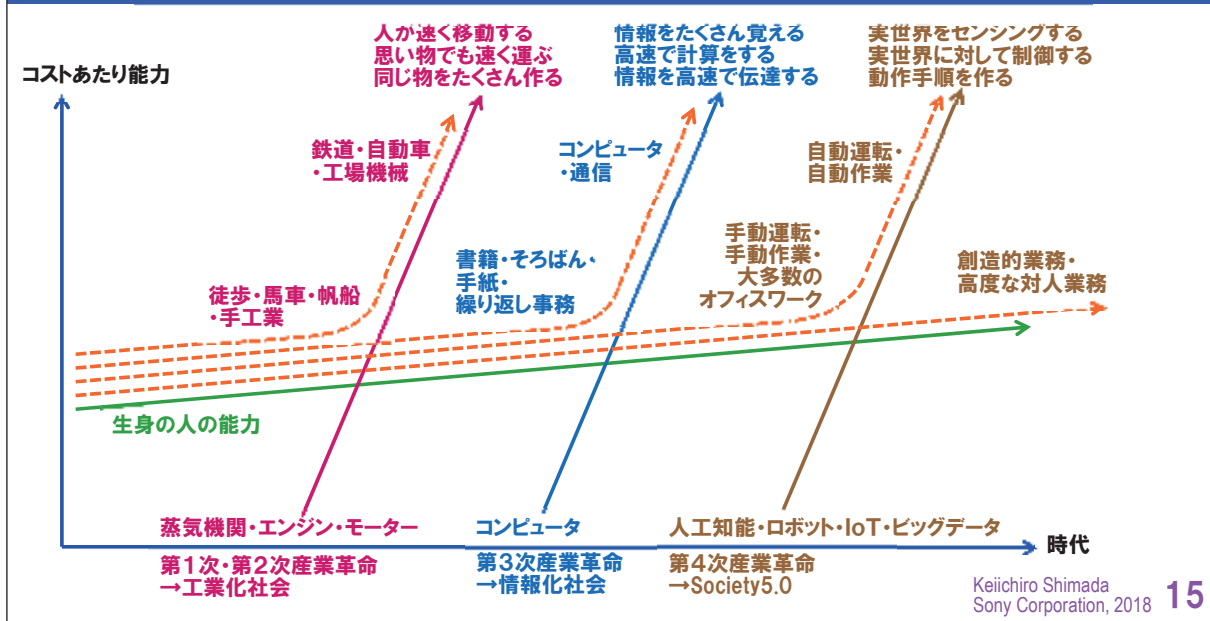 人が速く移動する
思い物でも速く運ぶ
同じ物をたくさん作る
情報をたくさん覚える
高速で計算をする
情報を高速で伝達する
実世界をセンシングする
実世界に対して制御する
動作手順を作る
コストあたり能力
鉄道・自動車
・工場機械
コンピュータ
・通信
自動運転・
自動作業
徒歩・馬車・帆船
・手工業
書籍・そろばん・
手紙・
繰り返し事務
手動運転・
手動作業・
大多数の
オフィスワーク
創造的業務・
高度な対人業務
生身の人の能力
蒸気機関・エンジン・モーター
コンピュータ
人工知能・ロボット・IoT・ビッグデータ
時代
第1次・第2次産業革命
→工業化社会
第3次産業革命
→情報化社会
第4次産業革命
→Society5.0
Keiichiro Shimada
Sony Corporation, 2018
15